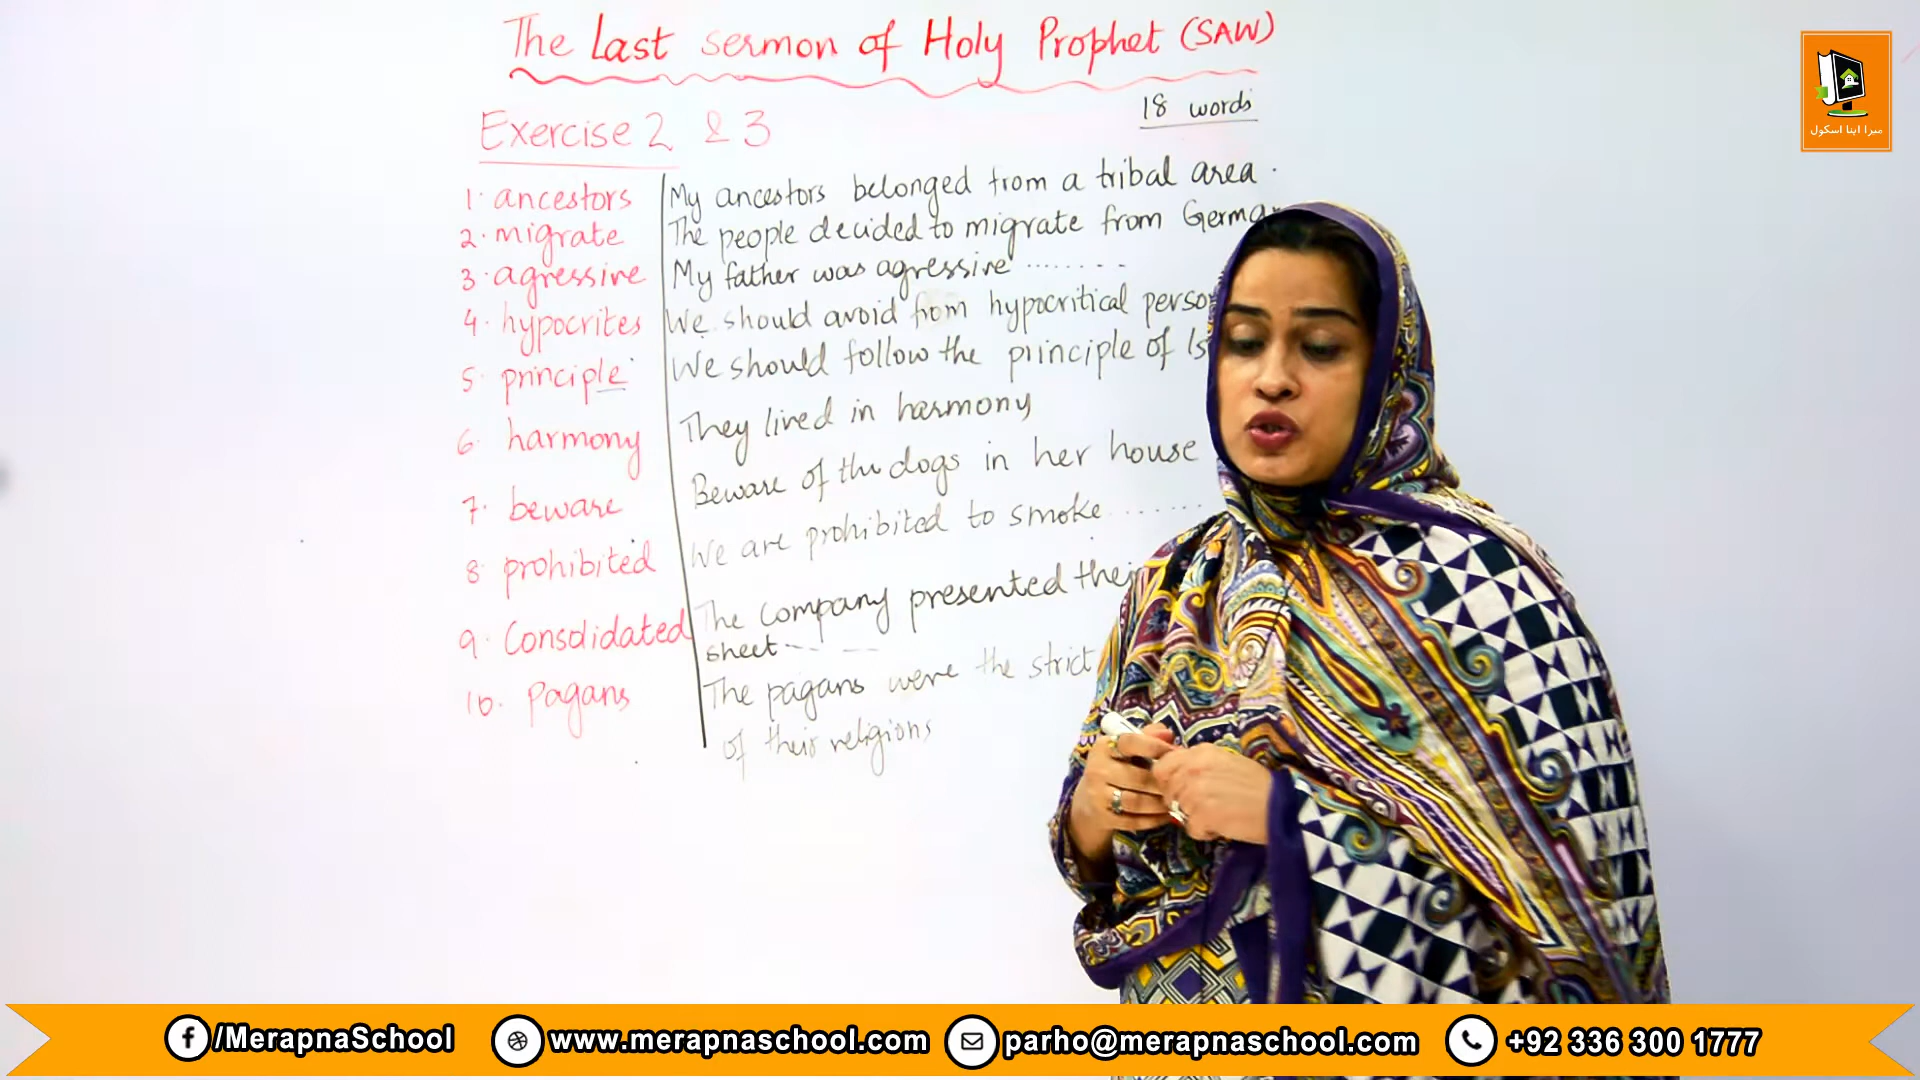 The Last sermon of Holy Prophet (SAW)
Exercise 2 & 3
18 words
1. ancestors
My ancestors belonged from a tribal area.
2. migrate
The people decided to migrate from
3. agressive
My father was agressive ........
4. hypocrites
We should avoid from hypocritical
5. principle
We should follow the principle of
6. harmony
They lived in harmony
7. beware
Beware of the dogs in her house
8. prohibited
We are prohibited to smoke .......
9. Consolidated
The company presented
sheet
10. Pagans
The pagans were the strict
of their religions
میرا اپنا اسکول
/MerapnaSchool
www.merapnaschool.com
parho@merapnaschool.com
+92 336 300 1777